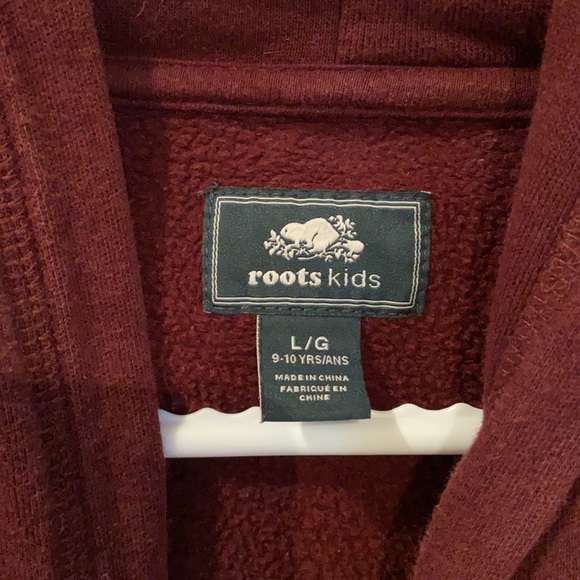 roots kids
L/G
9-10 YRS/ANS
MADE IN CHINA
FABRIQUÉ EN
CHINE